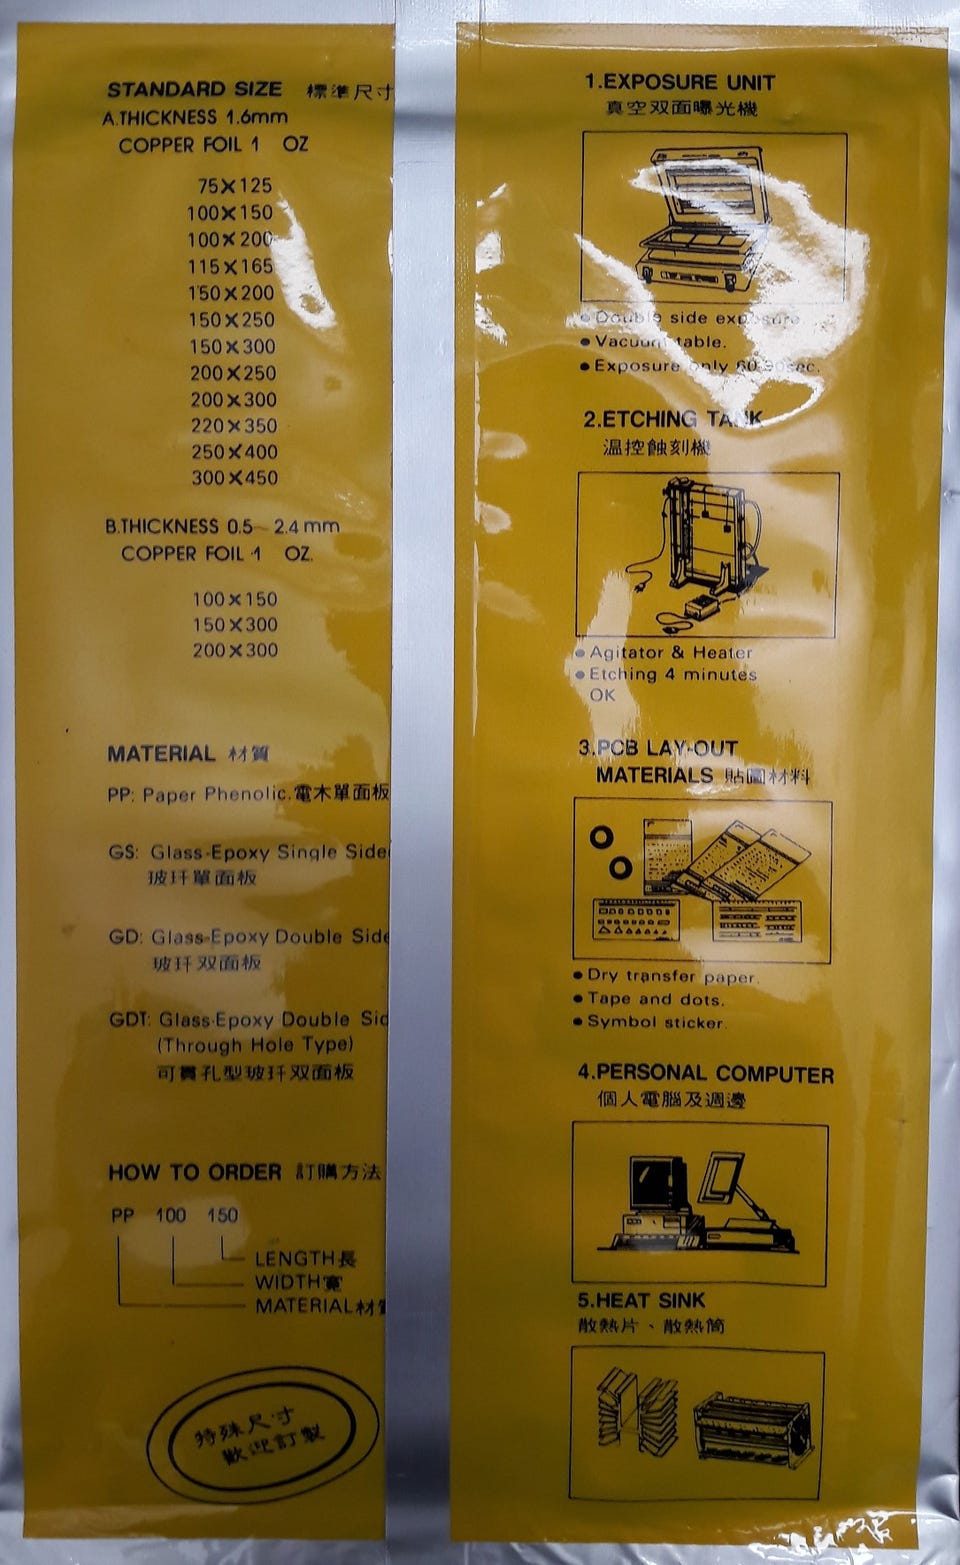 STANDARD SIZE 標準尺寸
A.THICKNESS 1.6mm
COPPER FOIL 1 OZ
75×125
100×150
100×200
115×165
150×200
150×250
150×300
200×250
200×300
220×350
250×400
300×450
B.THICKNESS 0.5~2.4mm
COPPER FOIL 1 OZ.
100×150
150×300
200×300
MATERIAL 材質
PP: Paper Phenolic.電木單面板
GS: Glass-Epoxy Single Side
玻玕單面板
GD: Glass-Epoxy Double Side
玻玕双面板
GDT: Glass-Epoxy Double Sid
(Through Hole Type)
可貫孔型玻玕双面板
HOW TO ORDER 訂購方法
PP 100 150
LENGTH長
WIDTH寬
MATERIAL材質
特殊尺寸
歡迎訂製
1.EXPOSURE UNIT
真空双面曝光機
• Double side exposure
• Vacuum table.
• Exposure only 60-90sec.
2.ETCHING TANK
温控蝕刻機
• Agitator & Heater
• Etching 4 minutes
OK
3.PCB LAY-OUT
MATERIALS 貼圖材料
• Dry transfer paper.
• Tape and dots.
• Symbol sticker.
4.PERSONAL COMPUTER
個人電腦及週邊
5.HEAT SINK
散熱片、散熱筒